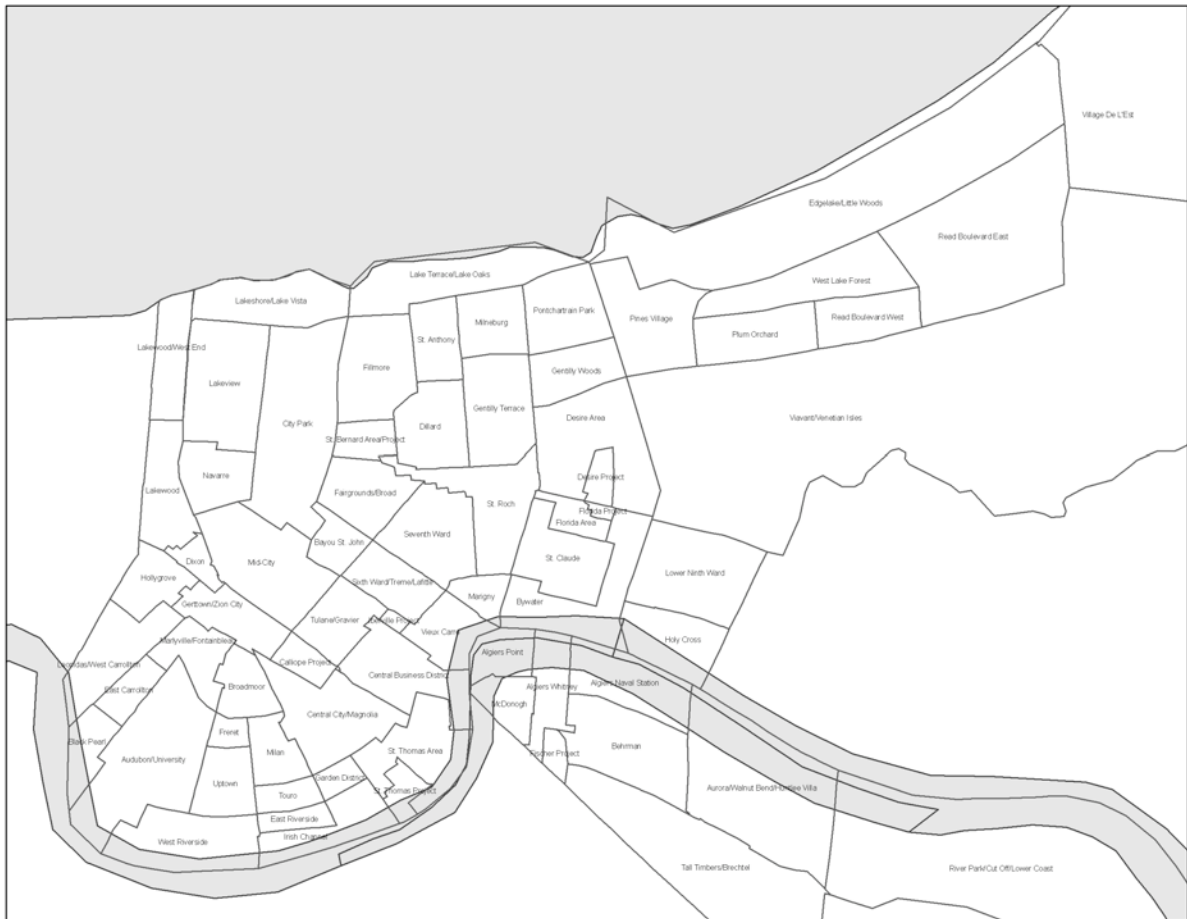 Village De L'Est
Edgelake/Little Woods
Read Boulevard East
Lake Terrace/Lake Oaks
West Lake Forest
Lakeshore/Lake Vista
Pontchartrain Park
Read Boulevard West
Pines Village
Milneburg
Plum Orchard
St. Anthony
Lakewood/West End
Fillmore
Gentilly Woods
Lakeview
Gentilly Terrace
Desire Area
Viavant/Venetian Isles
City Park
Dillard
St. Bernard Area/Project
Navarre
Desire Project
Lakewood
Fairgrounds/Broad
St. Roch
Florida Project
Florida Area
Seventh Ward
Bayou St. John
Dixon
Mid-City
St. Claude
Lower Ninth Ward
Hollygrove
Sixth Ward/Treme/Lafitte
Marigny
Gerttown/Zion City
Bywater
Tulane/Gravier
Iberville Project
Vieux Carre
Marlyville/Fontainbleau
Holy Cross
Algiers Point
Leonidas/West Carrollton
Calliope Project
Central Business District
Algiers Naval Station
East Carrollton
Broadmoor
Algiers Whitney
McDonogh
Central City/Magnolia
Freret
Black Pearl
Behrman
Milan
St. Thomas Area
Fischer Project
Audubon/University
Garden District
Uptown
Aurora/Walnut Bend/Huntlee Villa
St. Thomas Project
Touro
East Riverside
Irish Channel
West Riverside
Tall Timbers/Brechtel
River Park/Cut Off/Lower Coast